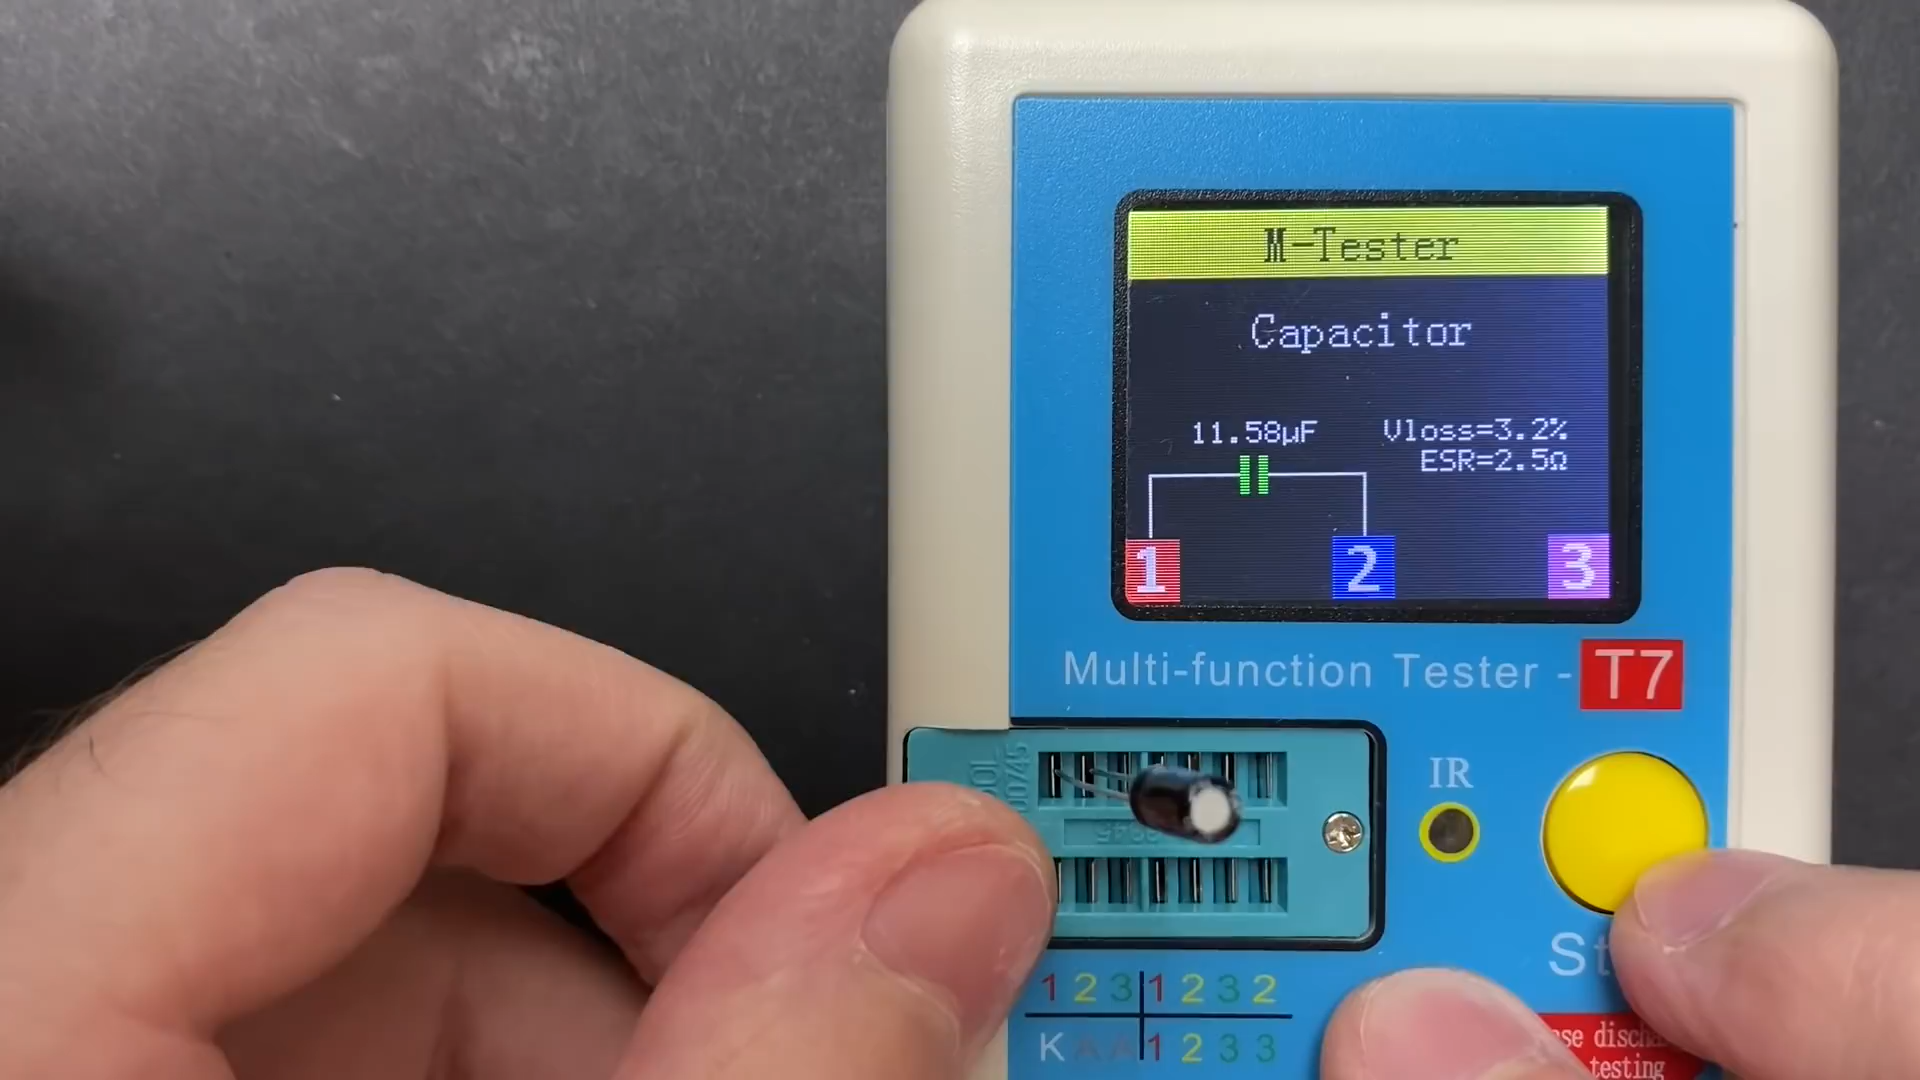 M-Tester
Capacitor
11.58µF
Vloss=3.2%
ESR=2.5Ω
1 2 3
Multi-function Tester - T7
IR
1 2 3 1 2 3 2
K A A 1 2 3 3
testing